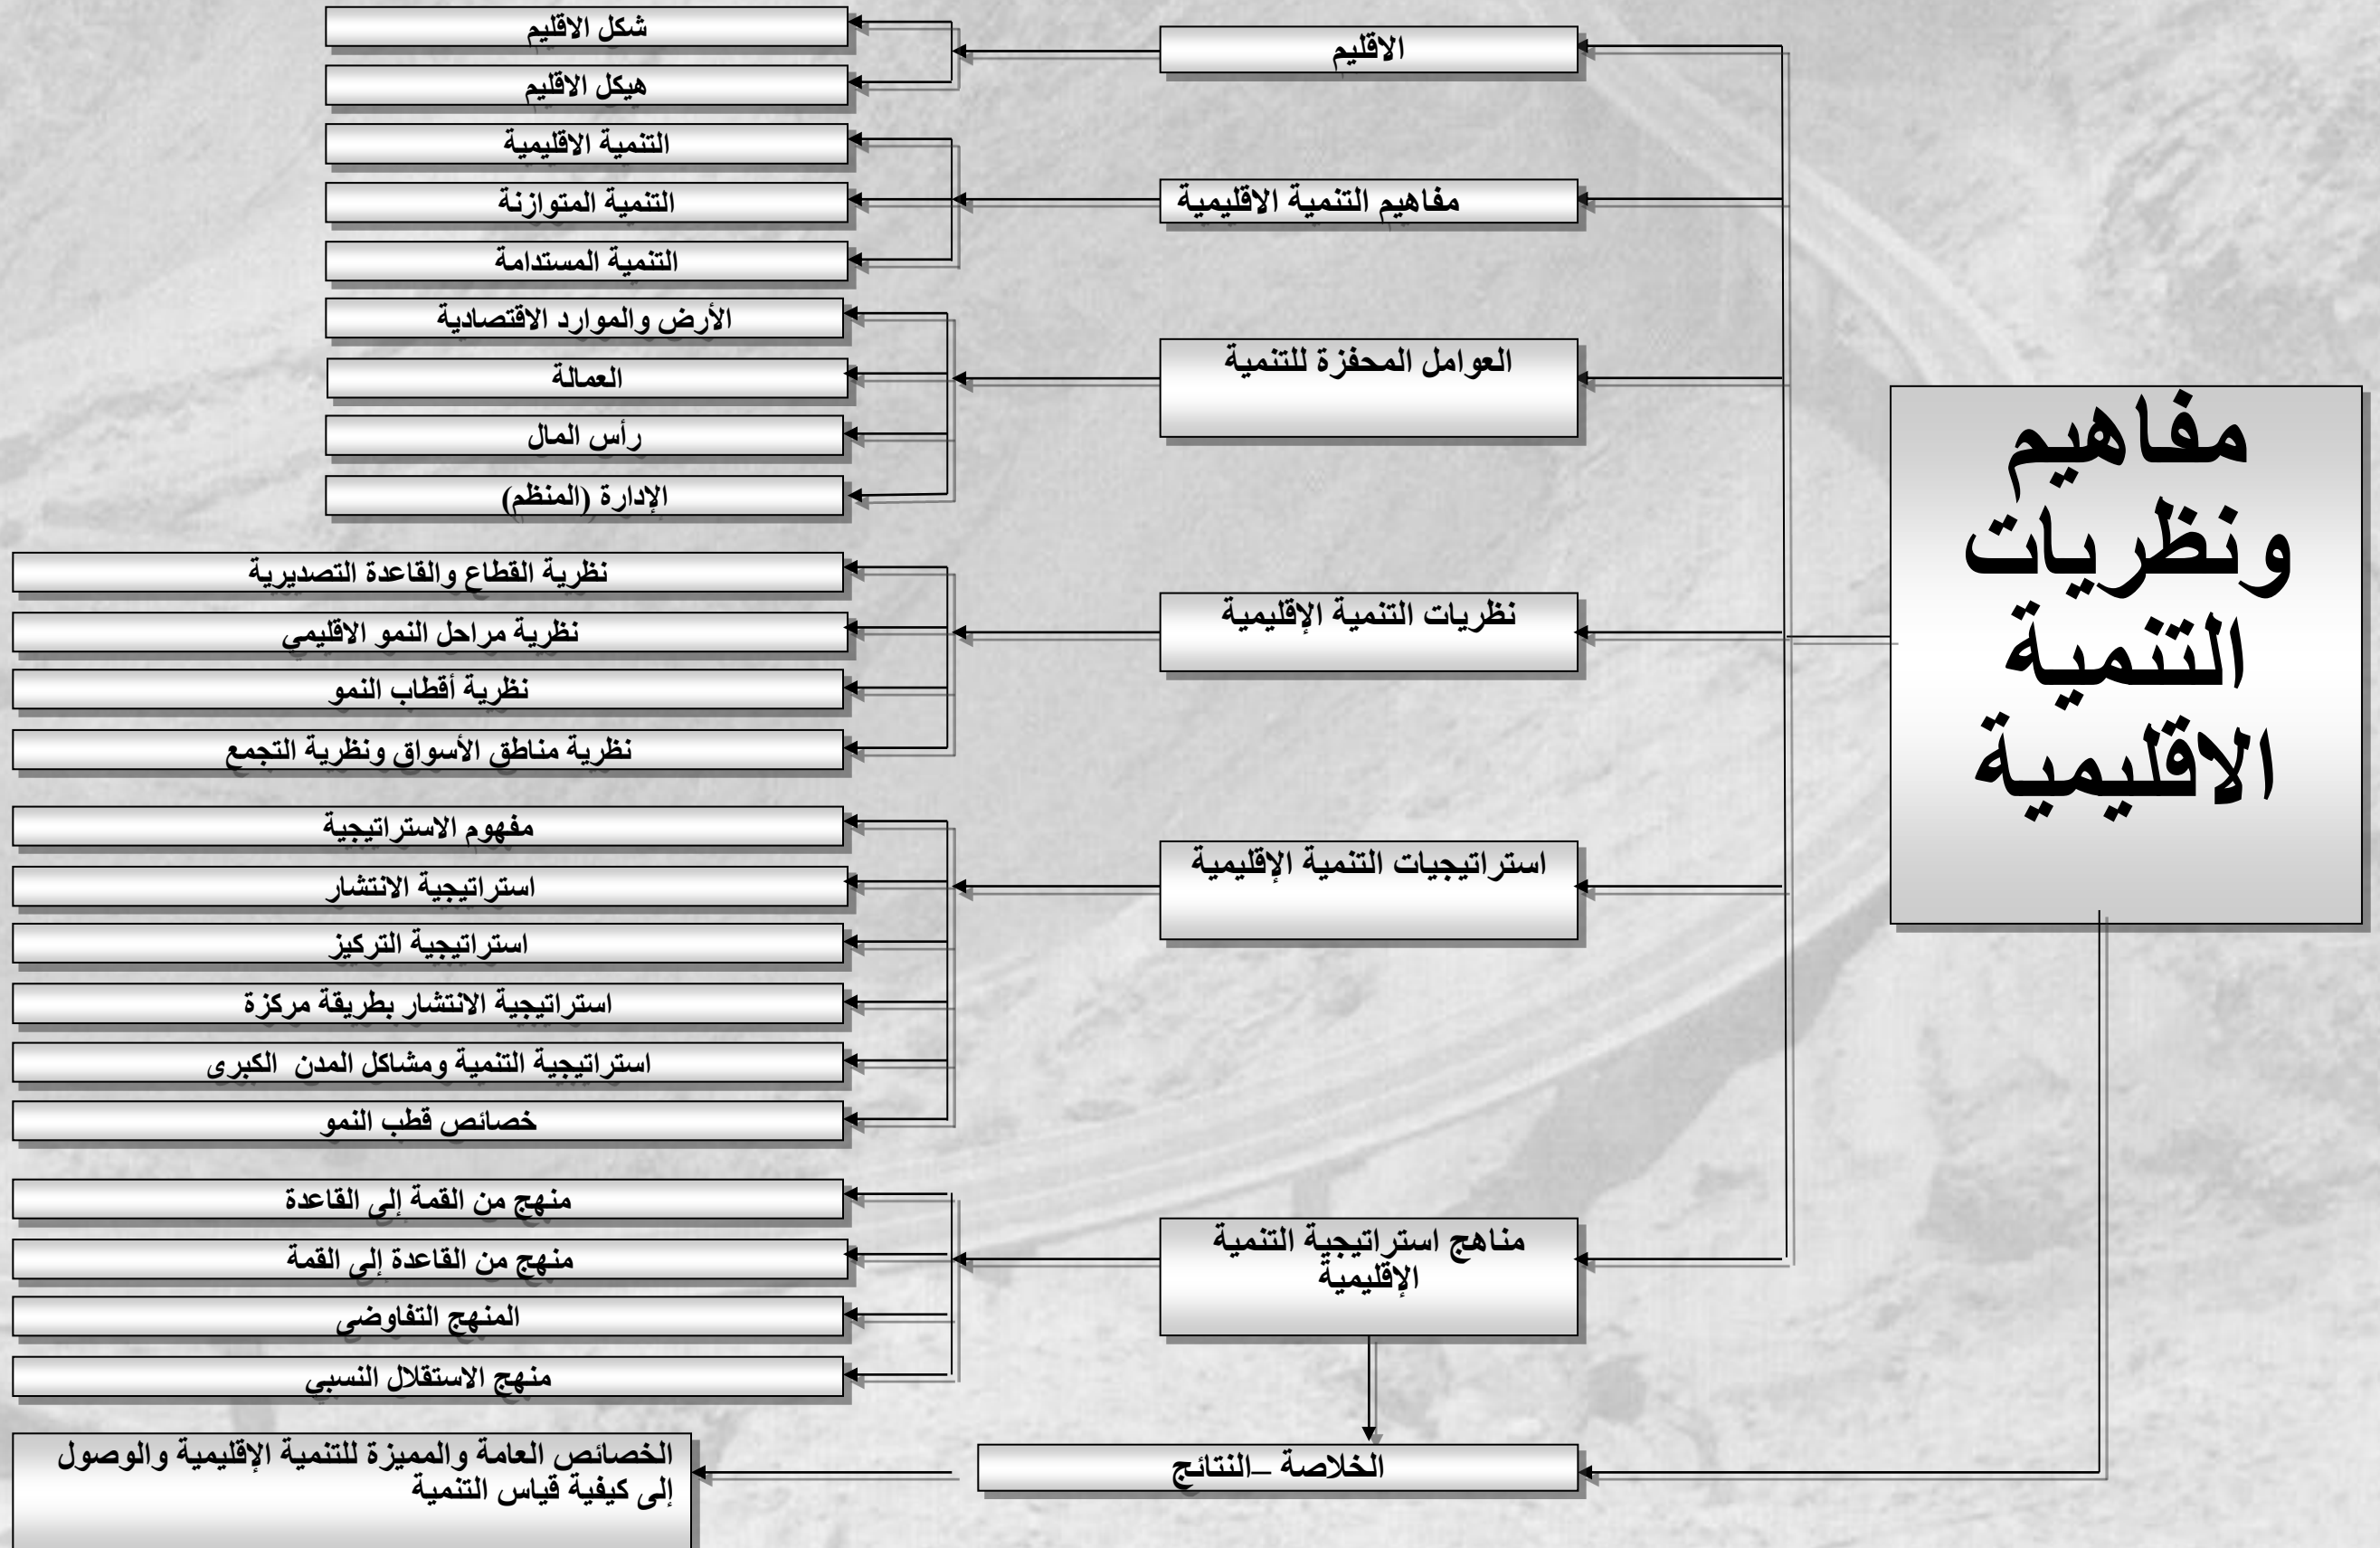 مفاهيم
ونظريات
التنمية
الاقليمية
الاقليم
شكل الاقليم
هيكل الاقليم
مفاهيم التنمية الاقليمية
التنمية الاقليمية
التنمية المتوازنة
التنمية المستدامة
العوامل المحفزة للتنمية
الأرض والموارد الاقتصادية
العمالة
رأس المال
الإدارة (المنظم)
نظريات التنمية الإقليمية
نظرية القطاع والقاعدة التصديرية
نظرية مراحل النمو الاقليمي
نظرية أقطاب النمو
نظرية مناطق الأسواق ونظرية التجمع
استراتيجيات التنمية الإقليمية
مفهوم الاستراتيجية
استراتيجية الانتشار
استراتيجية التركيز
استراتيجية الانتشار بطريقة مركزة
استراتيجية التنمية ومشاكل المدن الكبرى
خصائص قطب النمو
مناهج استراتيجية التنمية
الإقليمية
منهج من القمة إلى القاعدة
منهج من القاعدة إلى القمة
المنهج التفاوضى
منهج الاستقلال النسبي
الخلاصة –النتائج
الخصائص العامة والمميزة للتنمية الإقليمية والوصول
إلى كيفية قياس التنمية